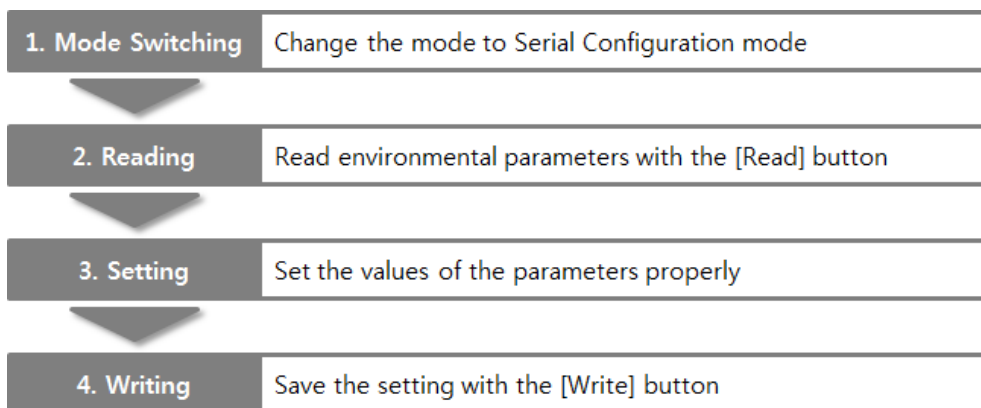 1. Mode Switching Change the mode to Serial Configuration mode
2. Reading Read environmental parameters with the [Read] button
3. Setting Set the values of the parameters properly
4. Writing Save the setting with the [Write] button